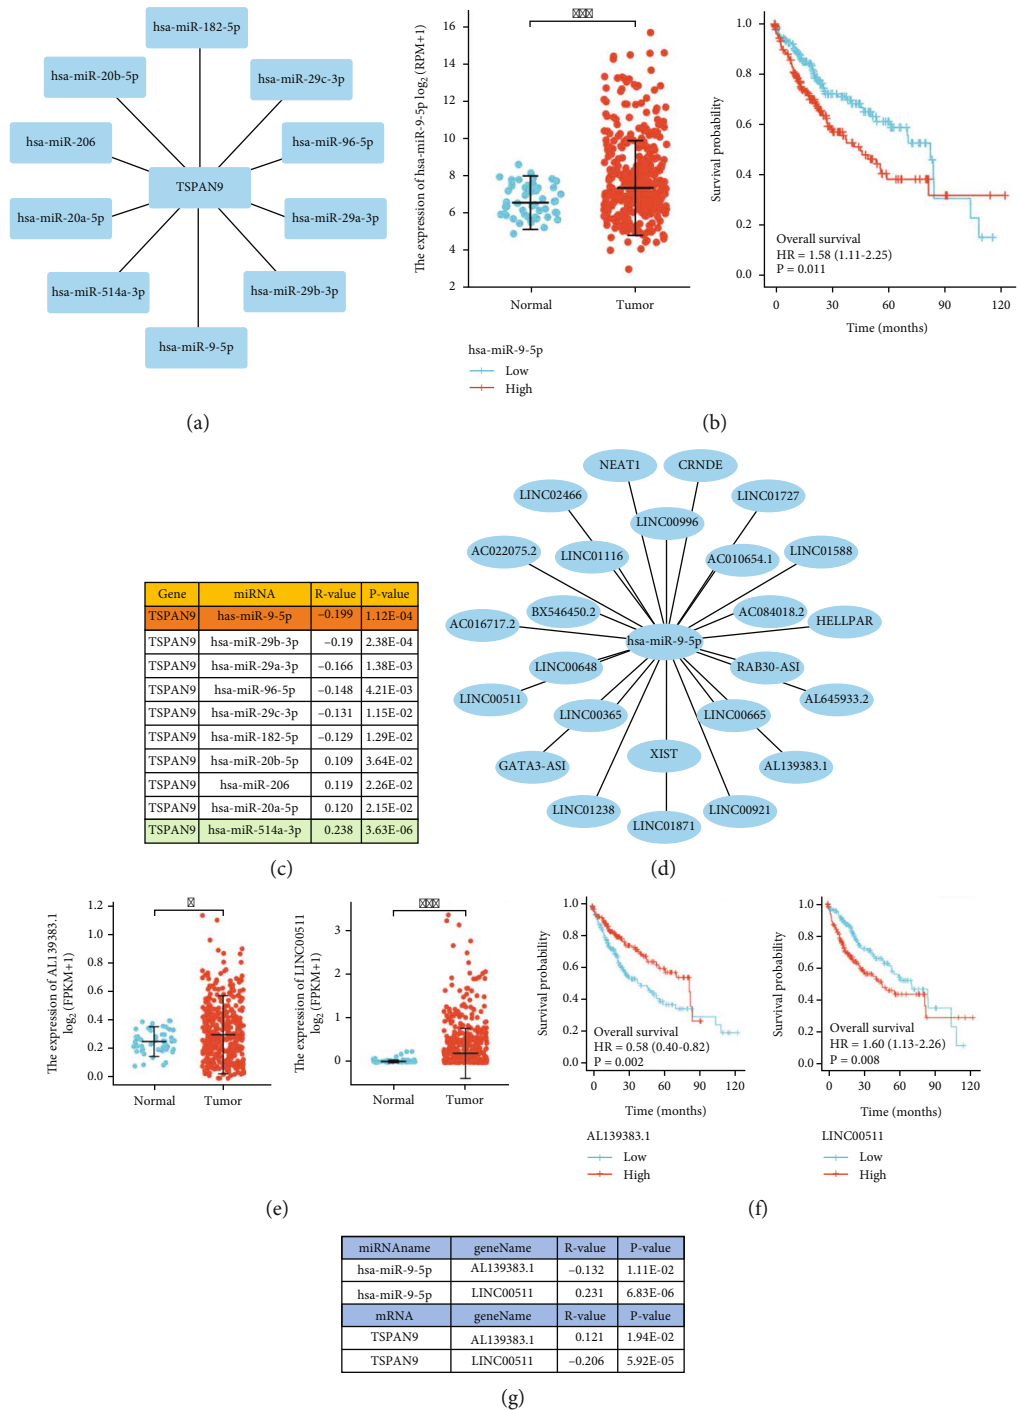 hsa-miR-182-5p
hsa-miR-20b-5p
hsa-miR-29c-3p
hsa-miR-206
hsa-miR-96-5p
TSPAN9
hsa-miR-20a-5p
hsa-miR-29a-3p
hsa-miR-514a-3p
hsa-miR-29b-3p
hsa-miR-9-5p
(a)
The expression of hsa-miR-9-5p log2 (RPM+1)
16
14
12
10
8
6
4
2
Normal Tumor
hsa-miR-9-5p
Low
High
Survival probability
1.0
0.8
0.6
0.4
0.2
0.0
Overall survival
HR = 1.58 (1.11-2.25)
P = 0.011
0 30 60 90 120
Time (months)
(b)
Gene miRNA R-value P-value
TSPAN9 has-miR-9-5p –0.199 1.12E-04
TSPAN9 hsa-miR-29b-3p –0.19 2.38E-04
TSPAN9 hsa-miR-29a-3p –0.166 1.38E-03
TSPAN9 hsa-miR-96-5p –0.148 4.21E-03
TSPAN9 hsa-miR-29c-3p –0.131 1.15E-02
TSPAN9 hsa-miR-182-5p –0.129 1.29E-02
TSPAN9 hsa-miR-20b-5p 0.109 3.64E-02
TSPAN9 hsa-miR-206 0.119 2.26E-02
TSPAN9 hsa-miR-20a-5p 0.120 2.15E-02
TSPAN9 hsa-miR-514a-3p 0.238 3.63E-06
(c)
NEAT1
CRNDE
LINC02466
LINC01727
LINC00996
AC022075.2
LINC01116
AC010654.1
LINC01588
BX546450.2
AC084018.2
AC016717.2
HELLPAR
hsa-miR-9-5p
LINC00648
RAB30-ASI
LINC00511
AL645933.2
LINC00365
LINC00665
GATA3-ASI
XIST
AL139383.1
LINC01238
LINC00921
LINC01871
(d)
The expression of AL139383.1
log2 (FPKM+1)
1.2
1.0
0.8
0.6
0.4
0.2
0.0
Normal Tumor
The expression of LINC00511
log2 (FPKM+1)
3
2
1
0
Normal Tumor
(e)
Survival probability
1.0
0.8
0.6
0.4
0.2
0.0
Overall survival
HR = 0.58 (0.40-0.82)
P = 0.002
0 30 60 90 120
Time (months)
AL139383.1
Low
High
Survival probability
1.0
0.8
0.6
0.4
0.2
0.0
Overall survival
HR = 1.60 (1.13-2.26)
P = 0.008
0 30 60 90 120
Time (months)
LINC00511
Low
High
(f)
miRNAname geneName R-value P-value
hsa-miR-9-5p AL139383.1 –0.132 1.11E-02
hsa-miR-9-5p LINC00511 0.231 6.83E-06
mRNA geneName R-value P-value
TSPAN9 AL139383.1 0.121 1.94E-02
TSPAN9 LINC00511 –0.206 5.92E-05
(g)